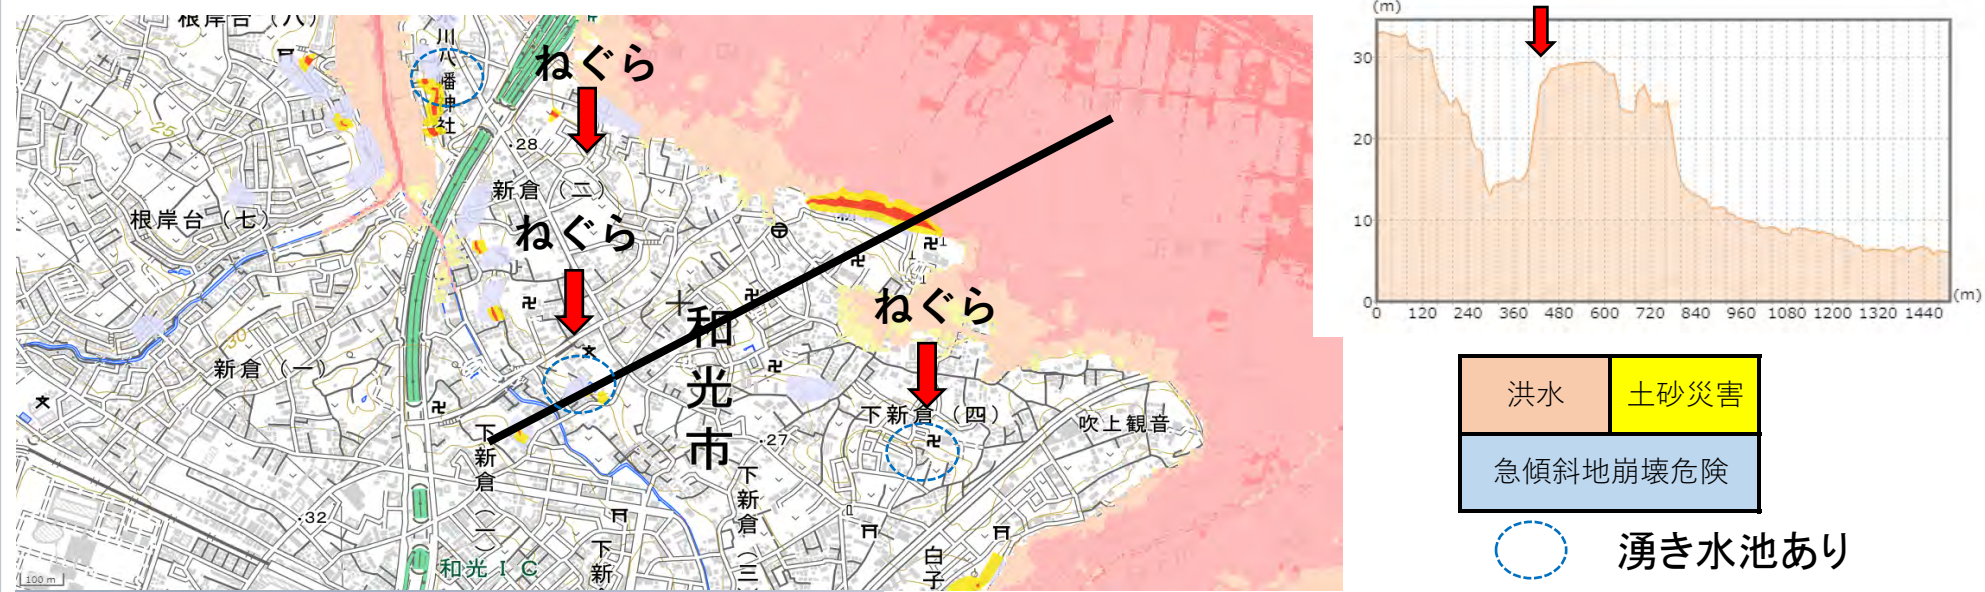 根岸台（八）
川八幡神社
ねぐら
・28
25
新倉（二）
根岸台（七）
ねぐら
30
新倉（一）
和光市
ねぐら
下新倉（四）
吹上観音
・27
下新倉（一）
下新倉（三）
・32
和光ＩＣ
下新
白子
100 m
(m)
30
20
10
0
0 120 240 360 480 600 720 840 960 1080 1200 1320 1440
(m)
洪水
土砂災害
急傾斜地崩壊危険
湧き水池あり